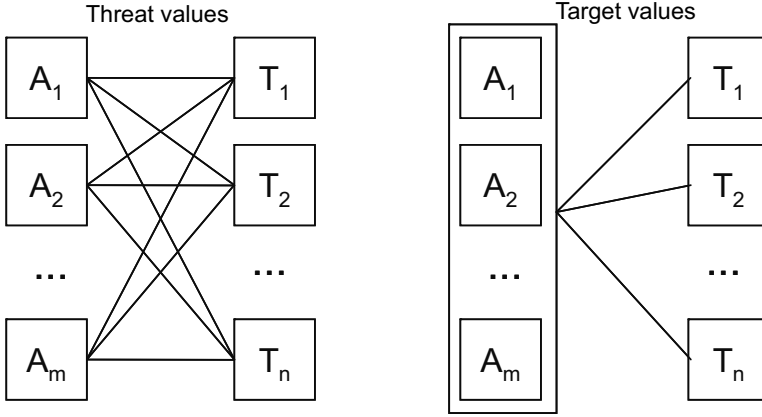 Threat values
Target values
A1
T1
A2
T2
...
...
Am
Tn
A1
T1
A2
T2
...
...
Am
Tn